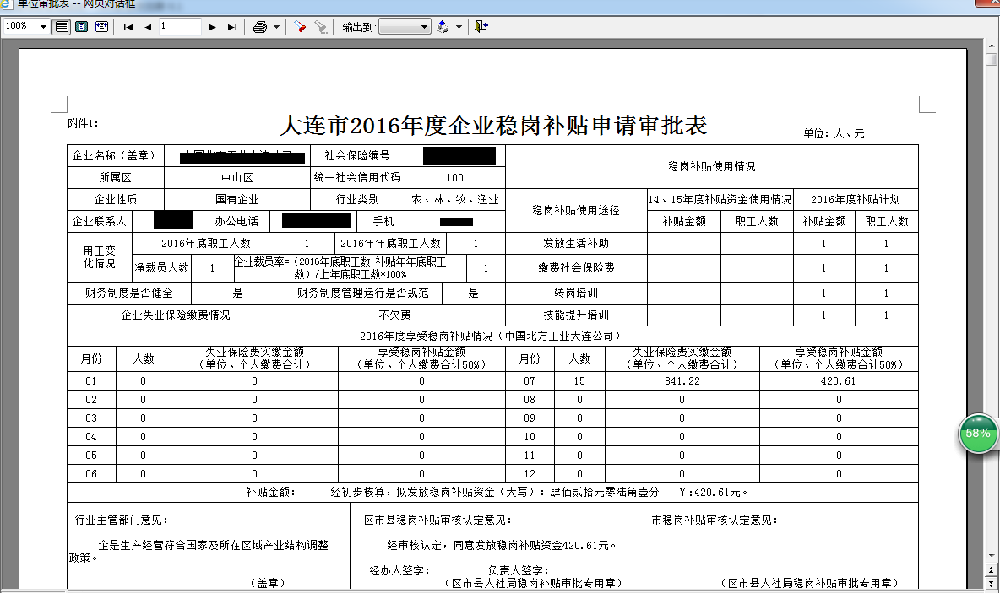 单位审批表 -- 网页对话框
100% 1 输出到:
附件1:
大连市2016年度企业稳岗补贴申请审批表
单位: 人、元
企业名称（盖章） 社会保险编号 稳岗补贴使用情况
所属区 中山区 统一社会信用代码 100
企业性质 国有企业 行业类别 农、林、牧、渔业 稳岗补贴使用途径 14、15年度补贴资金使用情况 2016年度补贴计划
企业联系人 办公电话 手机 补贴金额 职工人数 补贴金额 职工人数
用工变化情况 2016年底职工人数 1 2016年年底职工人数 1 发放生活补助 1 1
净裁员人数 1 企业裁员率=（2016年底职工数-补贴年年底职工数）/上年底职工数*100% 1 缴费社会保险费 1 1
财务制度是否健全 是 财务制度管理运行是否规范 是 转岗培训 1 1
企业失业保险缴费情况 不欠费 技能提升培训 1 1
2016年度享受稳岗补贴情况（中国北方工业大连公司）
月份 人数 失业保险费实缴金额（单位、个人缴费合计） 享受稳岗补贴金额（单位、个人缴费合计50%） 月份 人数 失业保险费实缴金额（单位、个人缴费合计） 享受稳岗补贴金额（单位、个人缴费合计50%）
01 0 0 0 07 15 841.22 420.61
02 0 0 0 08 0 0 0
03 0 0 0 09 0 0 0
04 0 0 0 10 0 0 0
05 0 0 0 11 0 0 0
06 0 0 0 12 0 0 0
补贴金额: 经初步核算，拟发放稳岗补贴资金（大写）: 肆佰贰拾元零陆角壹分 ￥:420.61元。
行业主管部门意见:
企是生产经营符合国家及所在区域产业结构调整
政策。
（盖章）
区市县稳岗补贴审核认定意见:
经审核认定，同意发放稳岗补贴资金420.61元。
经办人签字: 负责人签字:
（区市县人社局稳岗补贴审批专用章）
市稳岗补贴审核认定意见:
（区市县人社局稳岗补贴审批专用章）
58%